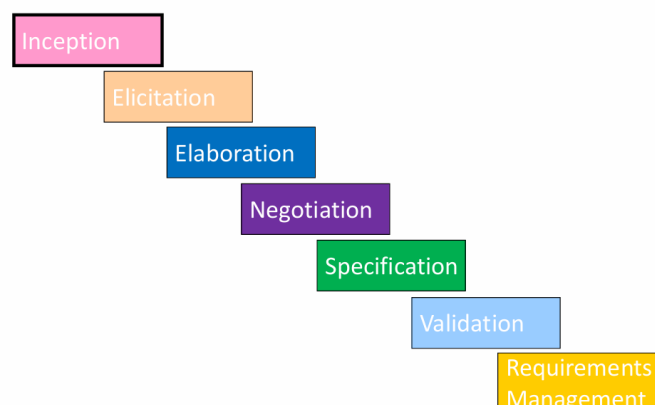 Inception
Elicitation
Elaboration
Negotiation
Specification
Validation
Requirements
Management